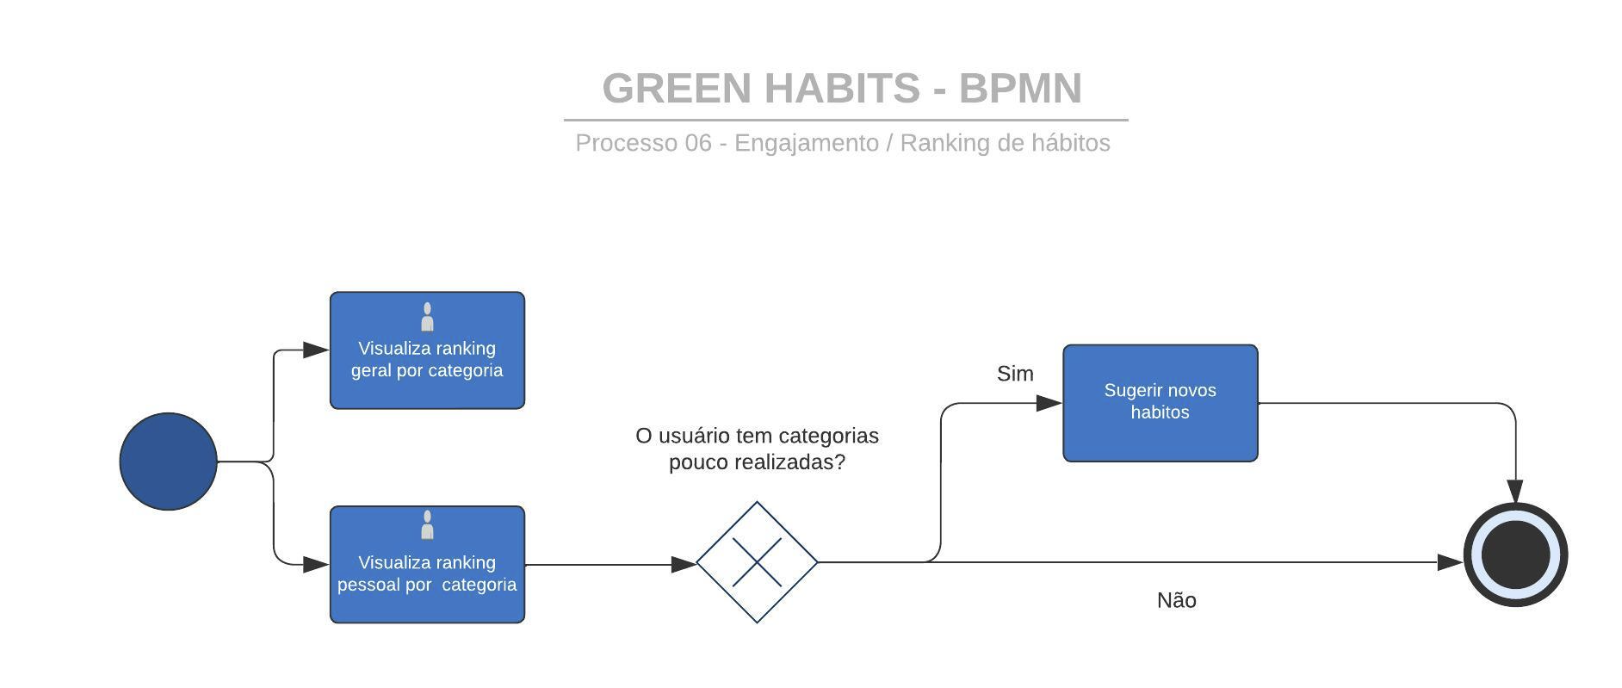 GREEN HABITS - BPMN
Processo 06 - Engajamento / Ranking de hábitos
Visualiza ranking
geral por categoria
Sim
Sugerir novos
habitos
O usuário tem categorias
pouco realizadas?
Visualiza ranking
pessoal por  categoria
Não